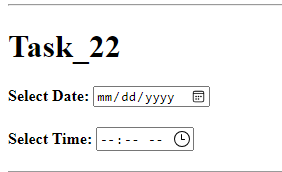 Task_22
Select Date: mm/dd/yyyy
Select Time: --:-- --